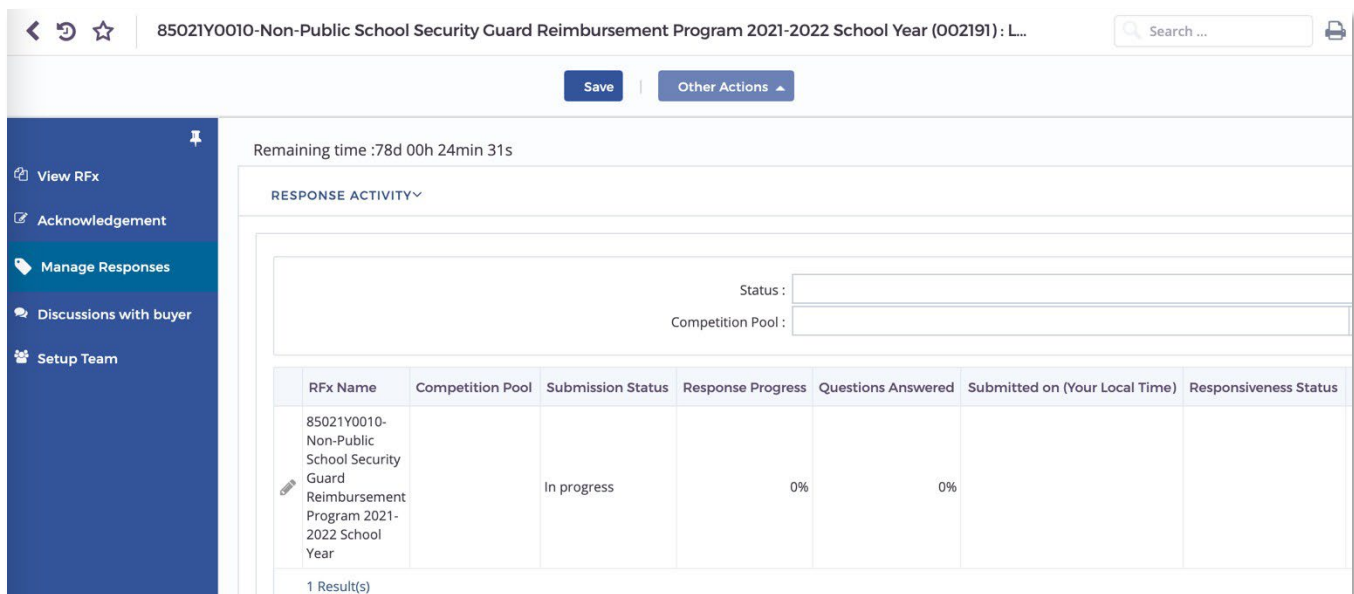 85021Y0010-Non-Public School Security Guard Reimbursement Program 2021-2022 School Year (002191) : L...
Search ...
Save
Other Actions
Remaining time :78d 00h 24min 31s
View RFx
RESPONSE ACTIVITY
Acknowledgement
Manage Responses
Status :
Discussions with buyer
Competition Pool :
Setup Team
RFx Name Competition Pool Submission Status Response Progress Questions Answered Submitted on (Your Local Time) Responsiveness Status
85021Y0010-
Non-Public
School Security
Guard
Reimbursement
Program 2021-
2022 School
Year
In progress
0%
0%
1 Result(s)